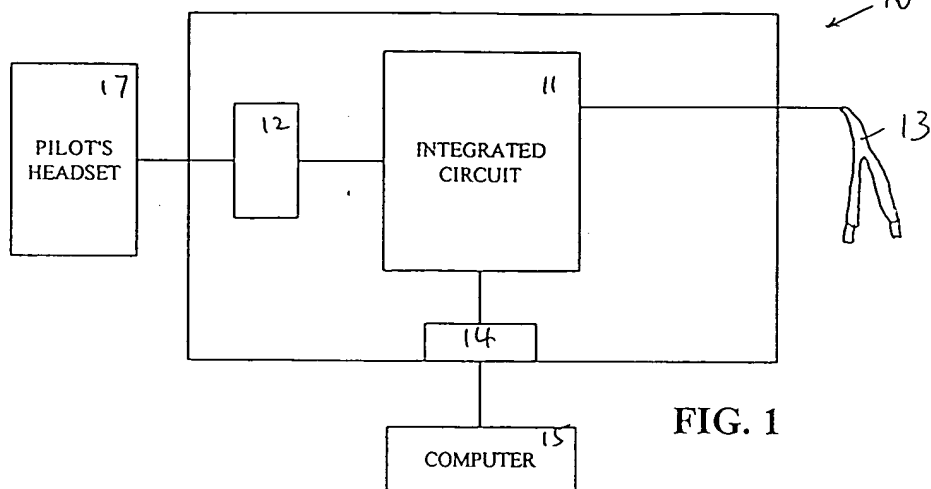 10
17
PILOT'S
HEADSET
12
11
INTEGRATED
CIRCUIT
13
14
FIG. 1
15
COMPUTER